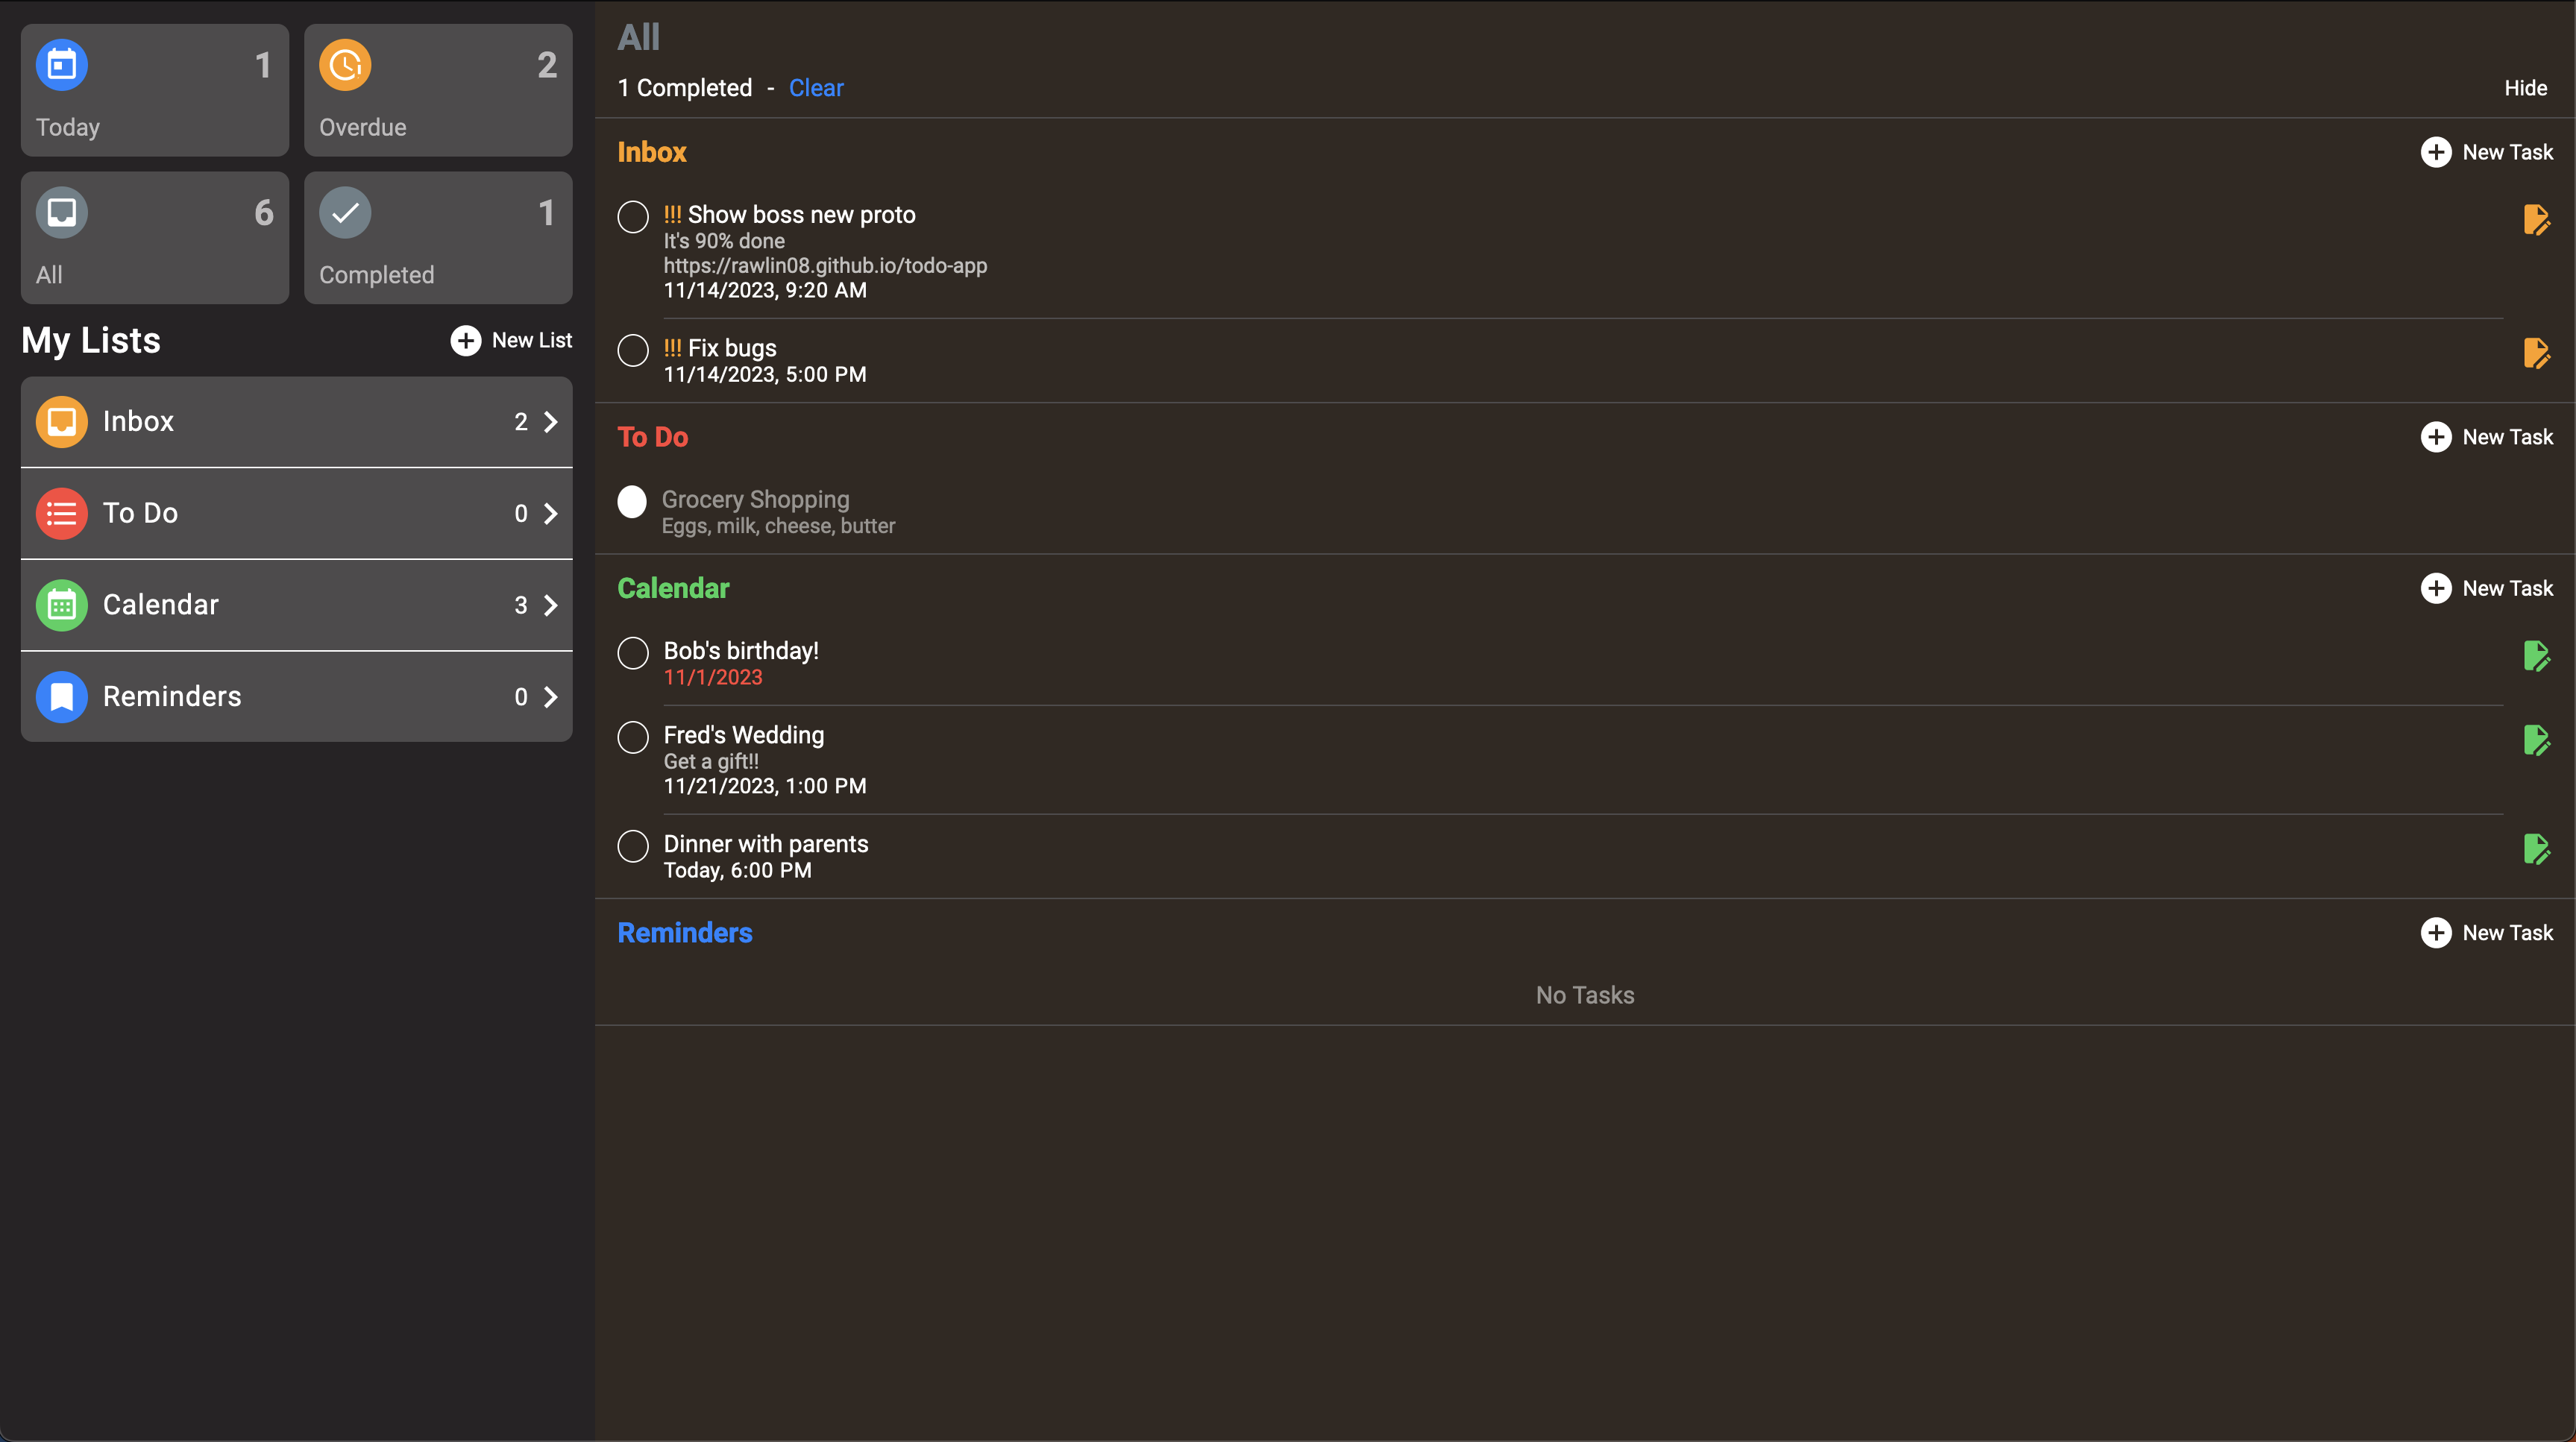 1
Today
2
Overdue
6
All
1
Completed
My Lists
New List
Inbox 2
To Do 0
Calendar 3
Reminders 0
All
1 Completed - Clear
Hide
Inbox
New Task
!!! Show boss new proto
It's 90% done
https://rawlin08.github.io/todo-app
11/14/2023, 9:20 AM
!!! Fix bugs
11/14/2023, 5:00 PM
To Do
New Task
Grocery Shopping
Eggs, milk, cheese, butter
Calendar
New Task
Bob's birthday!
11/1/2023
Fred's Wedding
Get a gift!!
11/21/2023, 1:00 PM
Dinner with parents
Today, 6:00 PM
Reminders
New Task
No Tasks